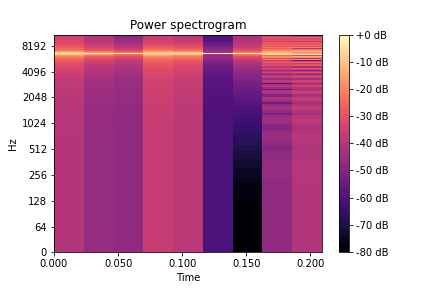 Power spectrogram
8192
4096
2048
1024
512
256
128
64
0
Hz
0.000 0.050 0.100 0.150 0.200
Time
+0 dB
-10 dB
-20 dB
-30 dB
-40 dB
-50 dB
-60 dB
-70 dB
-80 dB